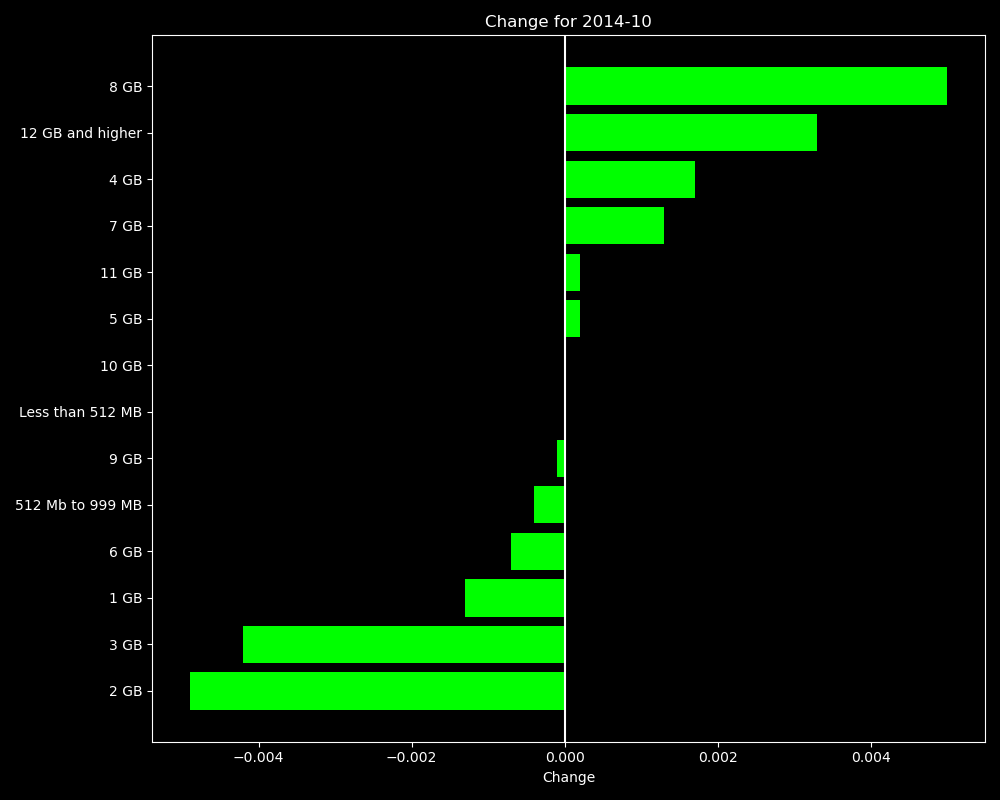 Change for 2014-10
8 GB
12 GB and higher
4 GB
7 GB
11 GB
5 GB
10 GB
Less than 512 MB
9 GB
512 Mb to 999 MB
6 GB
1 GB
3 GB
2 GB
−0.004 −0.002 0.000 0.002 0.004
Change